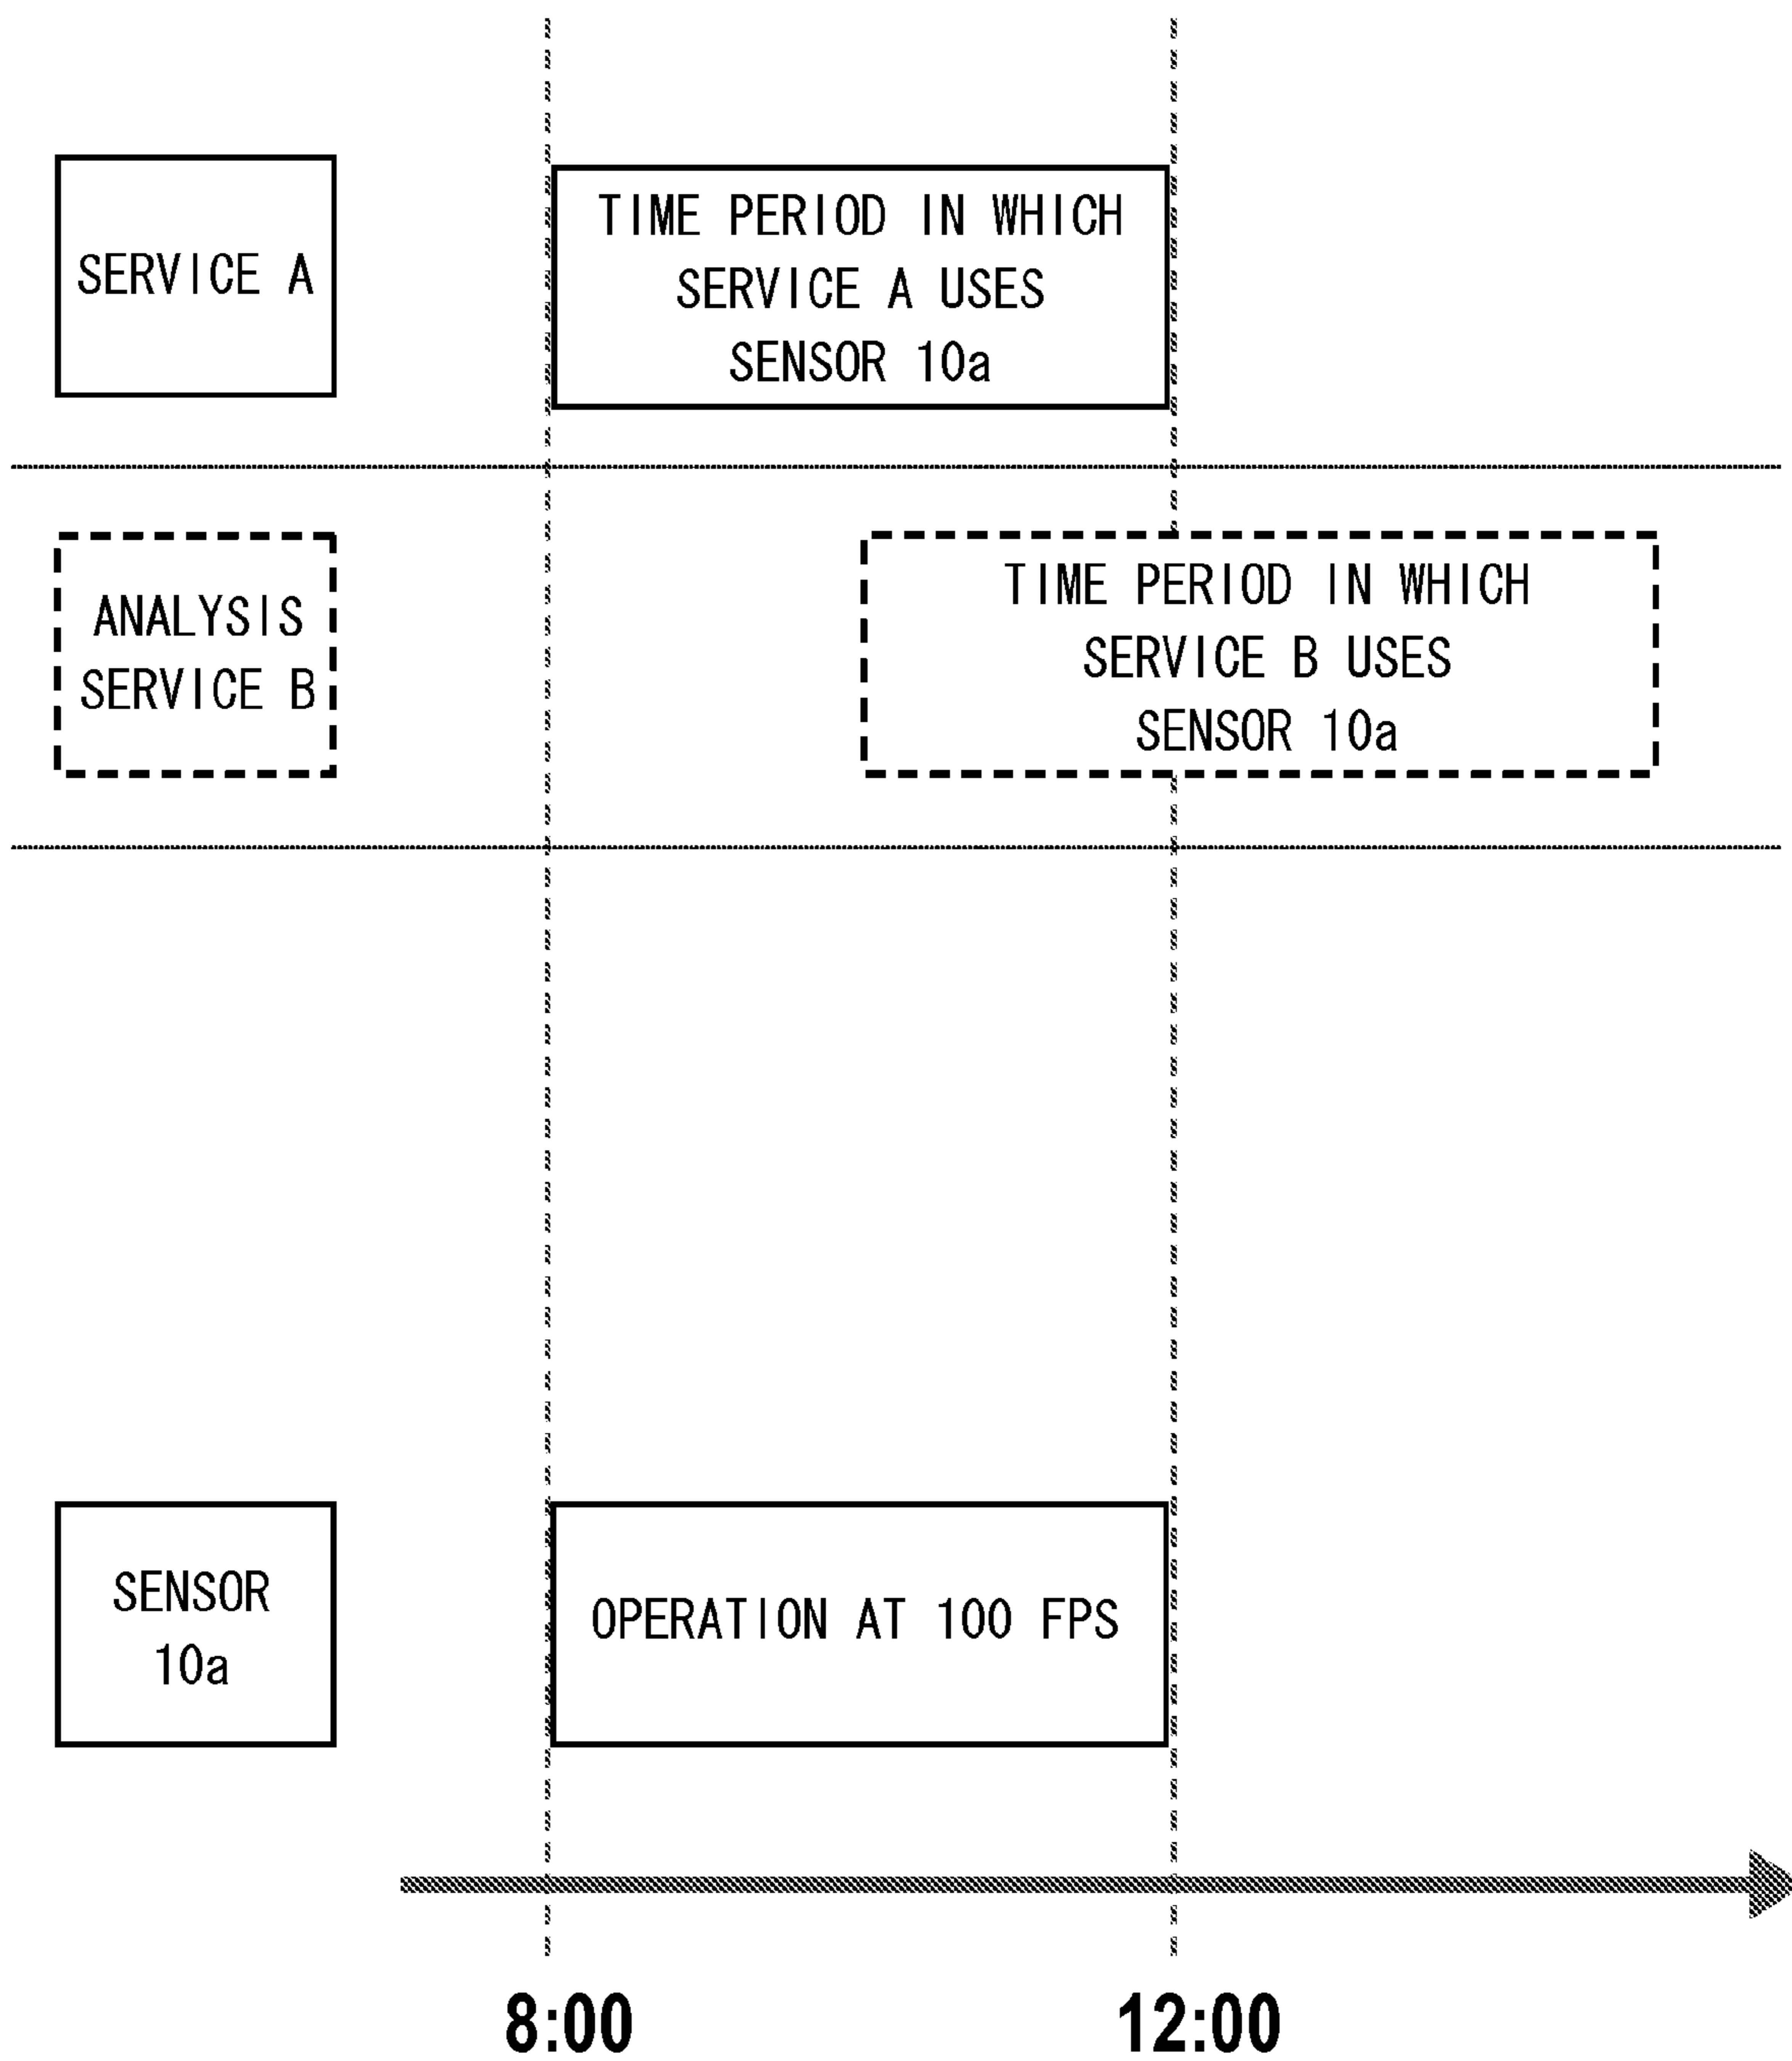 SERVICE A
TIME PERIOD IN WHICH
SERVICE A USES
SENSOR 10a
ANALYSIS
SERVICE B
TIME PERIOD IN WHICH
SERVICE B USES
SENSOR 10a
SENSOR
10a
OPERATION AT 100 FPS
8:00
12:00